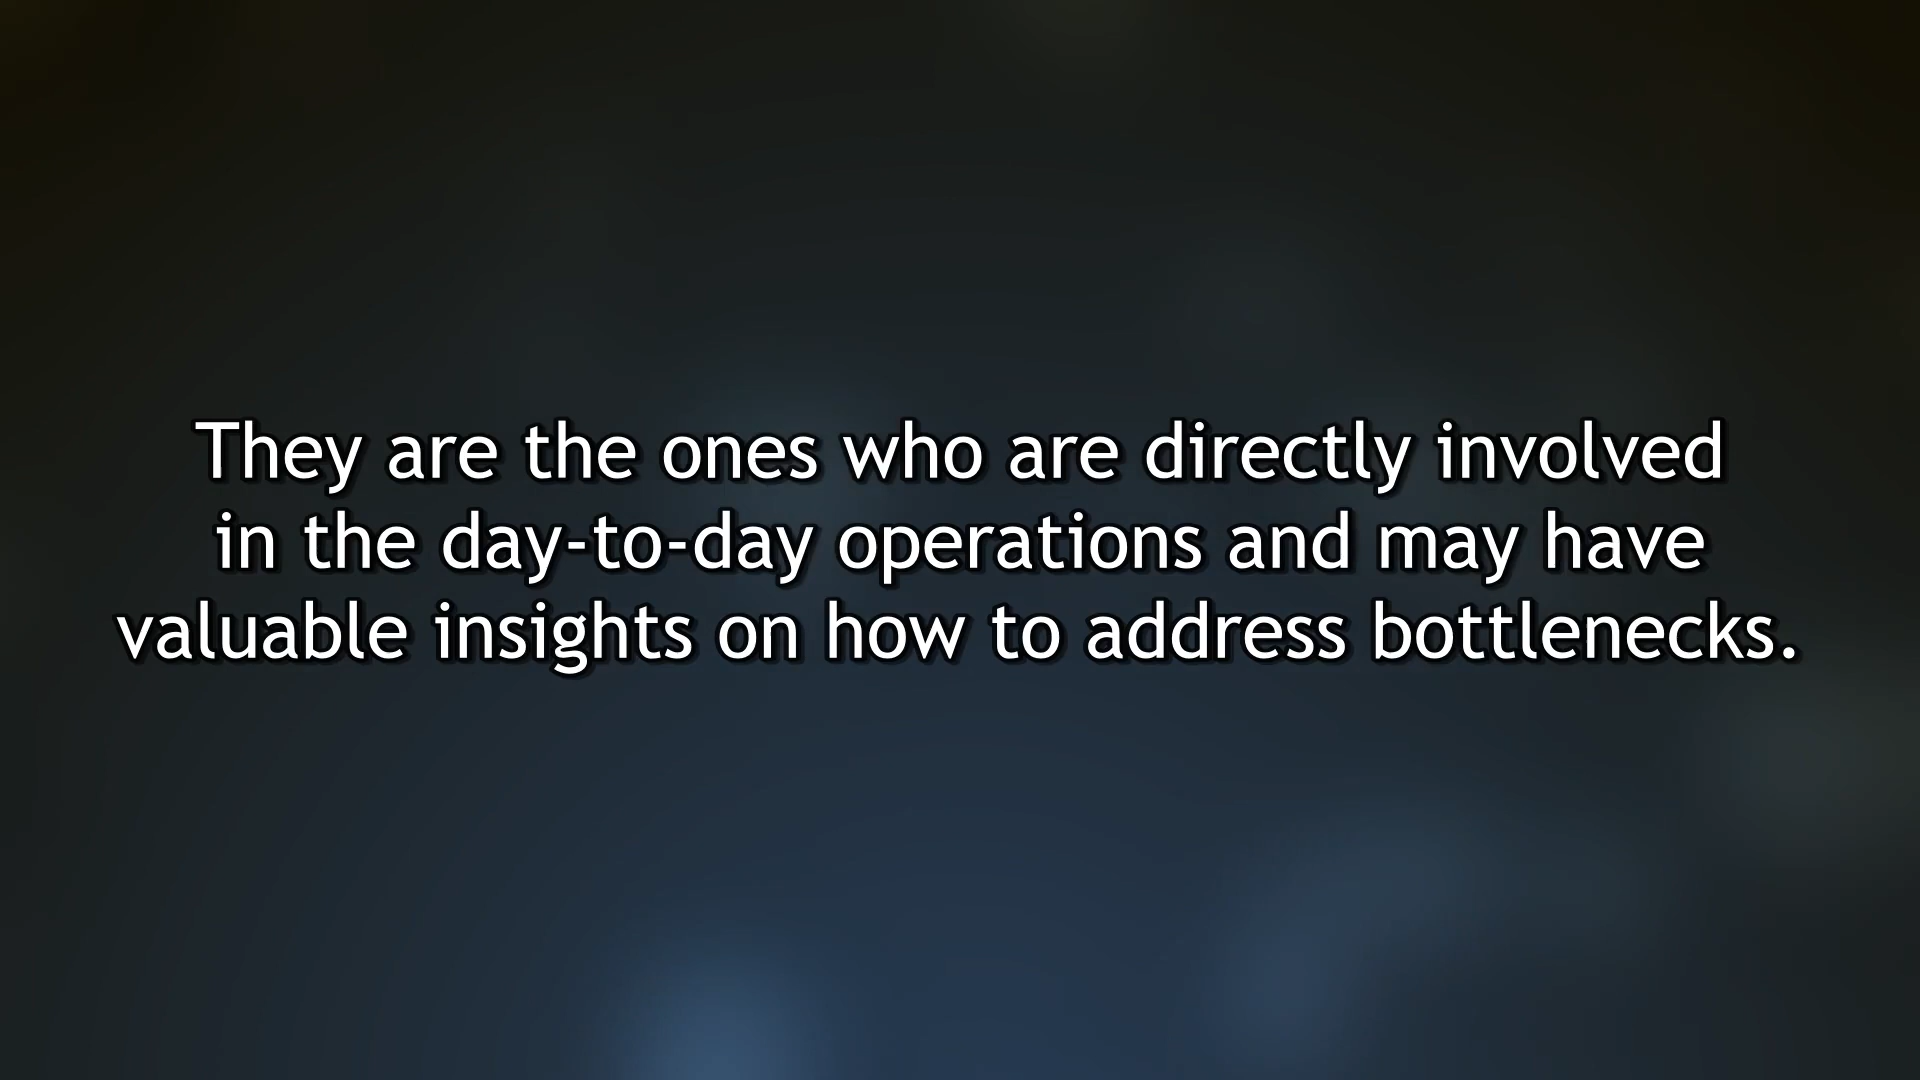 They are the ones who are directly involved
in the day-to-day operations and may have
valuable insights on how to address bottlenecks.